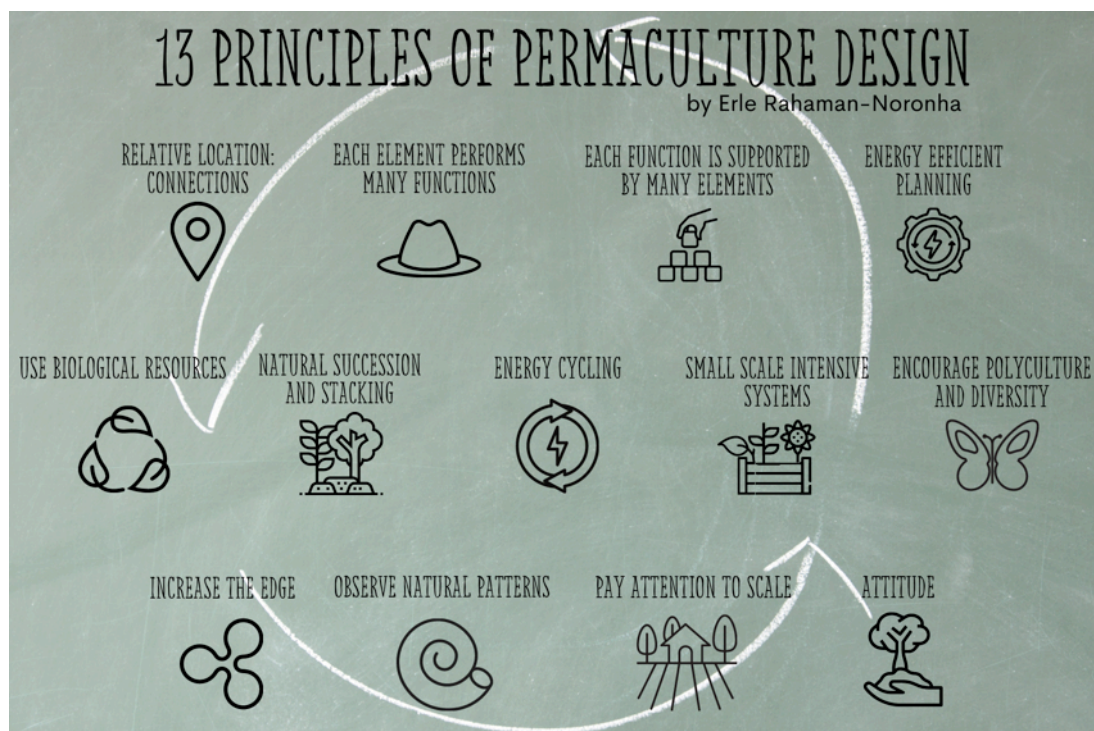 13 PRINCIPLES OF PERMACULTURE DESIGN
by Erle Rahaman-Noronha
RELATIVE LOCATION:
CONNECTIONS
EACH ELEMENT PERFORMS
MANY FUNCTIONS
EACH FUNCTION IS SUPPORTED
BY MANY ELEMENTS
ENERGY EFFICIENT
PLANNING
USE BIOLOGICAL RESOURCES
NATURAL SUCCESSION
AND STACKING
ENERGY CYCLING
SMALL SCALE INTENSIVE
SYSTEMS
ENCOURAGE POLYCULTURE
AND DIVERSITY
INCREASE THE EDGE
OBSERVE NATURAL PATTERNS
PAY ATTENTION TO SCALE
ATTITUDE